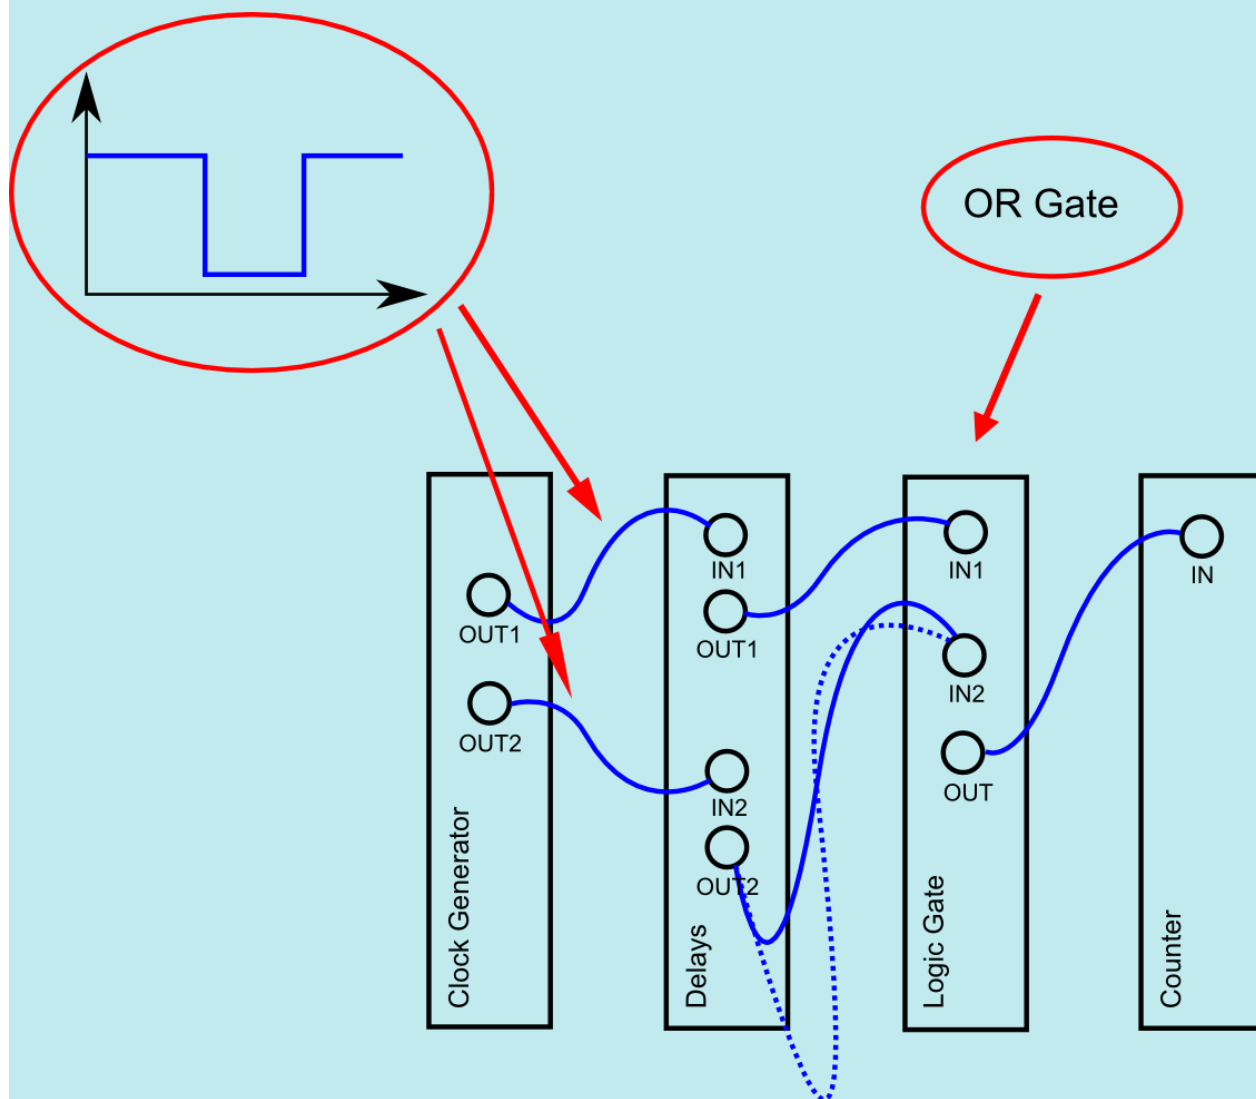 OR Gate
OUT1
OUT2
Clock Generator
IN1
OUT1
IN2
OUT2
Delays
IN1
IN2
OUT
Logic Gate
IN
Counter